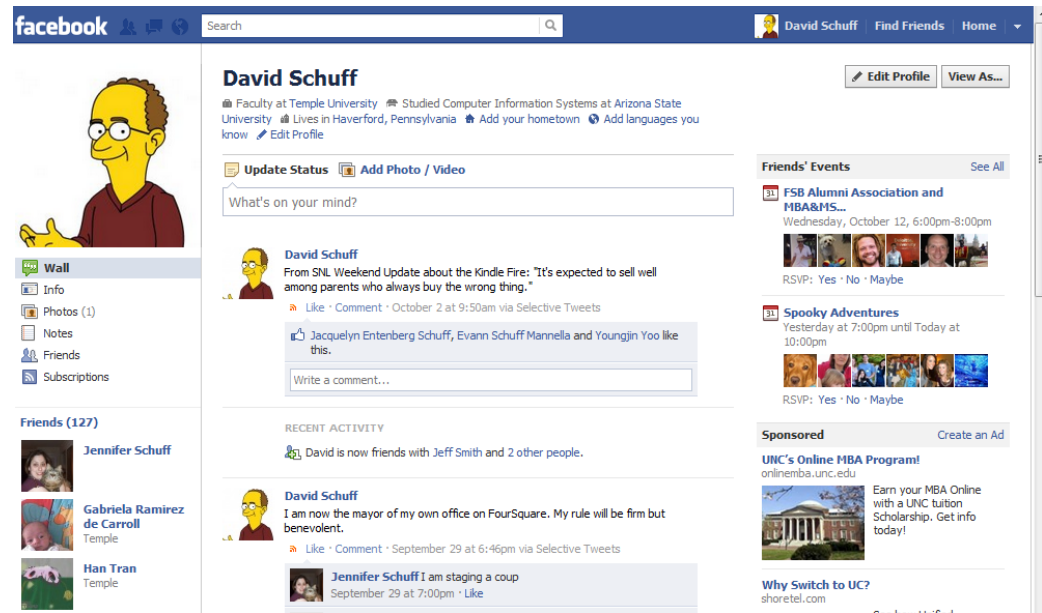 facebook
Search
David Schuff
Find Friends
Home
David Schuff
Edit Profile
View As...
Faculty at Temple University Studied Computer Information Systems at Arizona State
University Lives in Haverford, Pennsylvania Add your hometown Add languages you
know Edit Profile
Update Status Add Photo / Video
What's on your mind?
David Schuff
From SNL Weekend Update about the Kindle Fire: "It's expected to sell well
among parents who always buy the wrong thing."
Like · Comment · October 2 at 9:50am via Selective Tweets
Jacquelyn Entenberg Schuff, Evann Schuff Mannella and Youngjin Yoo like
this.
Write a comment...
RECENT ACTIVITY
David is now friends with Jeff Smith and 2 other people.
David Schuff
I am now the mayor of my own office on FourSquare. My rule will be firm but
benevolent.
Like · Comment · September 29 at 6:46pm via Selective Tweets
Jennifer Schuff I am staging a coup
September 29 at 7:00pm · Like
Wall
Info
Photos (1)
Notes
Friends
Subscriptions
Friends (127)
Jennifer Schuff
Gabriela Ramirez
de Carroll
Temple
Han Tran
Temple
Friends' Events
See All
31
FSB Alumni Association and
MBA&MS...
Wednesday, October 12, 6:00pm-8:00pm
RSVP: Yes · No · Maybe
31
Spooky Adventures
Yesterday at 7:00pm until Today at
10:00pm
RSVP: Yes · No · Maybe
Sponsored
Create an Ad
UNC's Online MBA Program!
onlinemba.unc.edu
Earn your MBA Online
with a UNC tuition
Scholarship. Get info
today!
Why Switch to UC?
shoretel.com